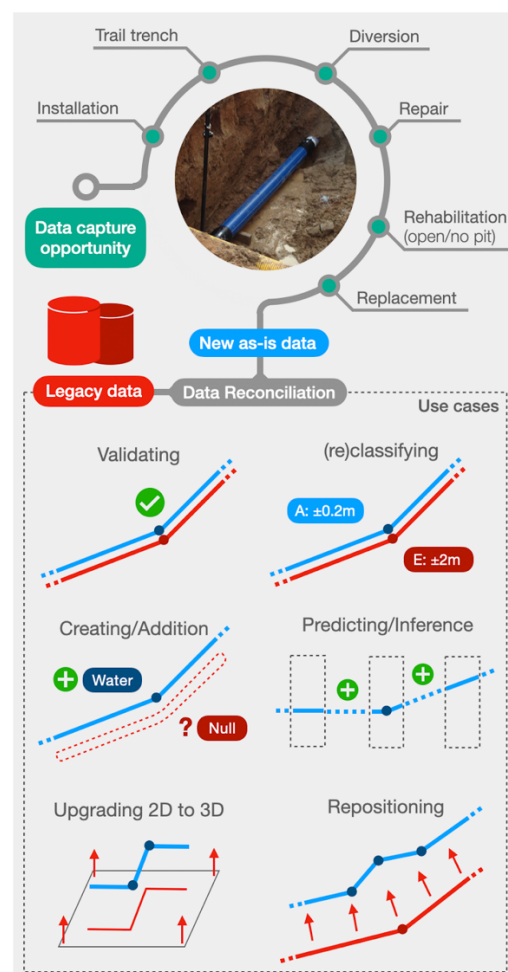 Trail trench
Diversion
Installation
Repair
Data capture
opportunity
Rehabilitation
(open/no pit)
Replacement
New as-is data
Legacy data
Data Reconciliation
Use cases
Validating
(re)classifying
A: ±0.2m
E: ±2m
Creating/Addition
Predicting/Inference
Water
? Null
Upgrading 2D to 3D
Repositioning